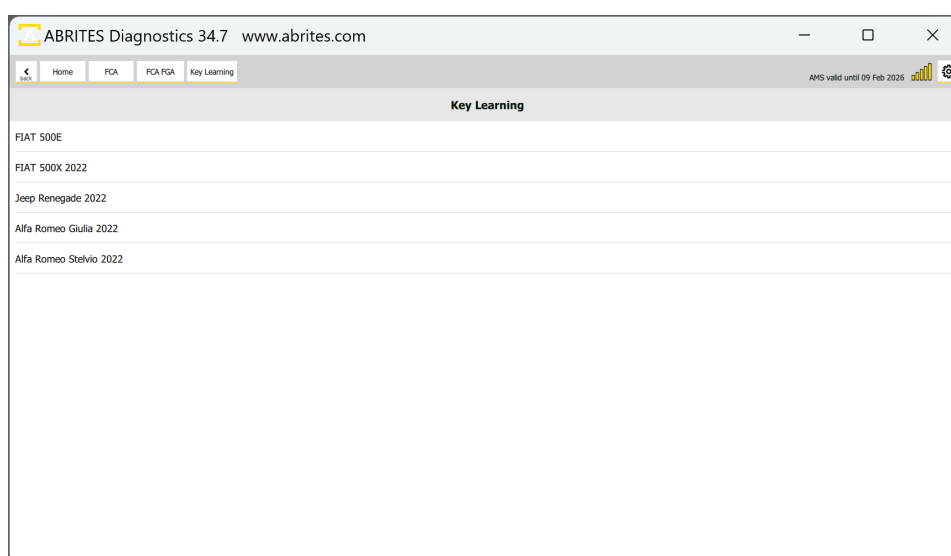 ABRITES Diagnostics 34.7 www.abrites.com
Back Home FCA FCA FGA Key Learning AMS valid until 09 Feb 2026
Key Learning
FIAT 500E
FIAT 500X 2022
Jeep Renegade 2022
Alfa Romeo Giulia 2022
Alfa Romeo Stelvio 2022